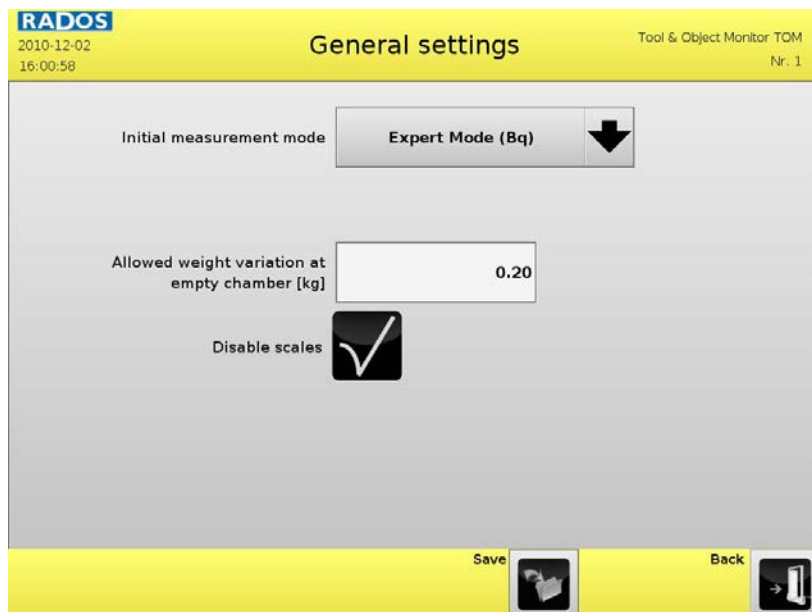 RADOS
2010-12-02
16:00:58
General settings
Tool & Object Monitor TOM
Nr. 1
Initial measurement mode
Expert Mode (Bq)
Allowed weight variation at
empty chamber [kg]
0.20
Disable scales
Save
Back